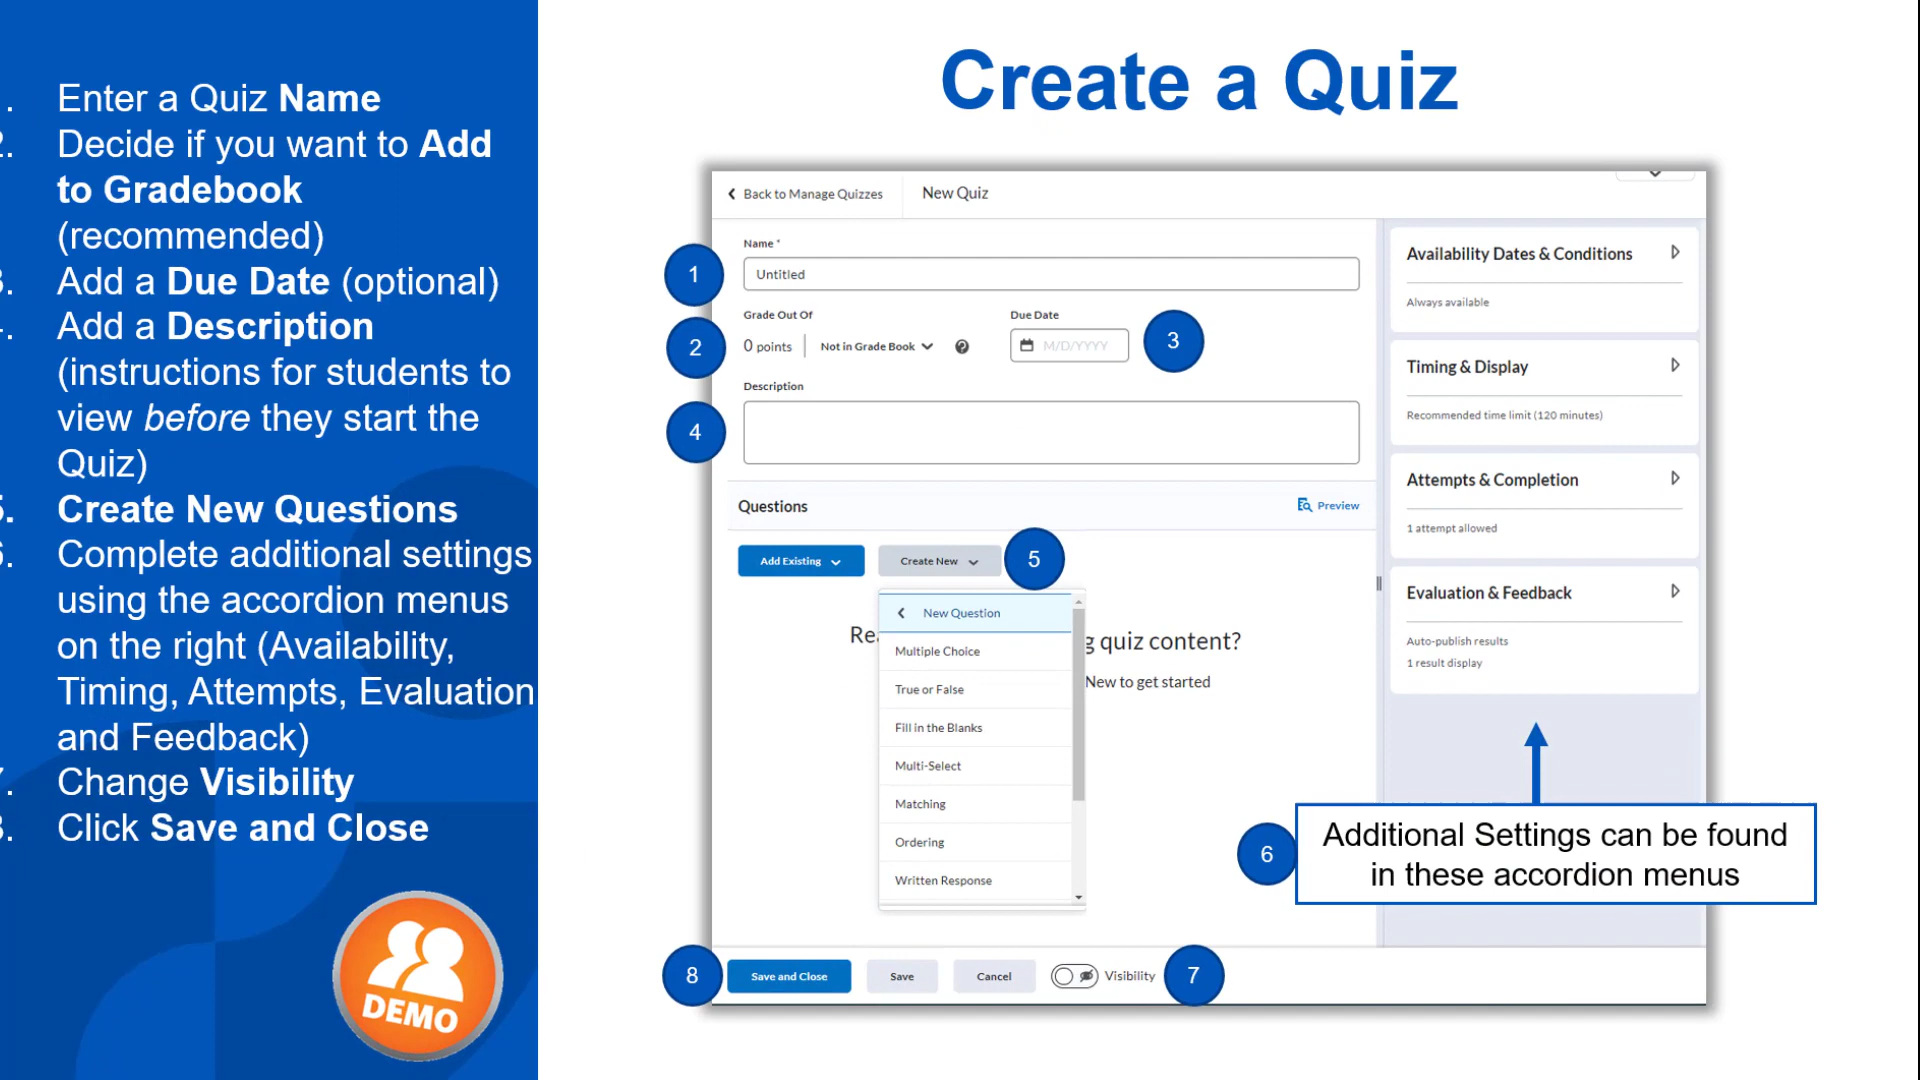 Create a Quiz
. Enter a Quiz Name
2. Decide if you want to Add
to Gradebook
(recommended)
3. Add a Due Date (optional)
. Add a Description
(instructions for students to
view before they start the
Quiz)
5. Create New Questions
6. Complete additional settings
using the accordion menus
on the right (Availability,
Timing, Attempts, Evaluation
and Feedback)
7. Change Visibility
8. Click Save and Close
DEMO
Back to Manage Quizzes New Quiz
Name *
1 Untitled
Grade Out Of Due Date
2 0 points Not in Grade Book M/D/YYYY 3
Description
4
Questions Preview
Add Existing Create New 5
New Question
Re g quiz content?
Multiple Choice
New to get started
True or False
Fill in the Blanks
Multi-Select
Matching
Ordering
Written Response
Availability Dates & Conditions
Always available
Timing & Display
Recommended time limit (120 minutes)
Attempts & Completion
1 attempt allowed
Evaluation & Feedback
Auto-publish results
1 result display
6 Additional Settings can be found
in these accordion menus
8 Save and Close Save Cancel Visibility 7